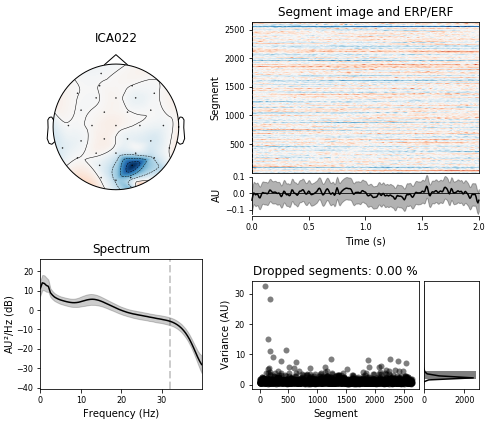 ICA022
Segment image and ERP/ERF
Segment
2500
2000
1500
1000
500
AU
0.1
0.0
−0.1
0.0 0.5 1.0 1.5 2.0
Time (s)
Spectrum
AU²/Hz (dB)
20
10
0
−10
−20
−30
−40
0 10 20 30
Frequency (Hz)
Dropped segments: 0.00 %
Variance (AU)
30
20
10
0
0 500 1000 1500 2000 2500
Segment
0 2000